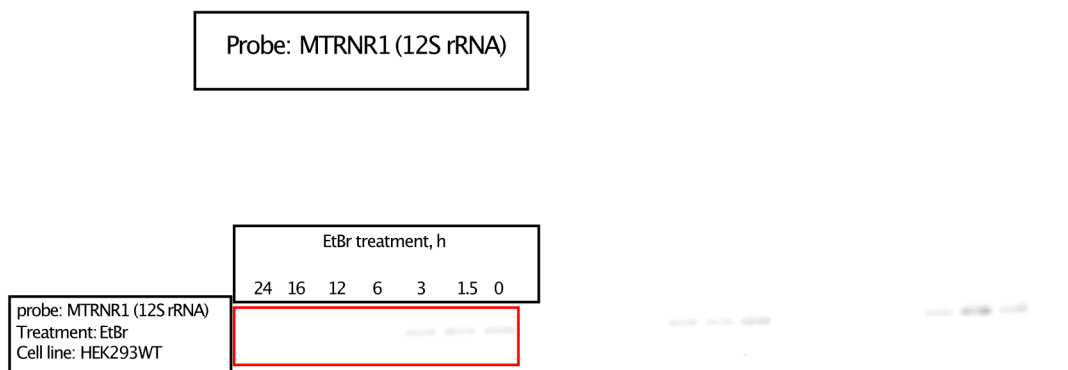 Probe: MTRNR1 (12S rRNA)
EtBr treatment, h
24 16 12 6 3 1.5 0
probe: MTRNR1 (12S rRNA)
Treatment: EtBr
Cell line: HEK293WT